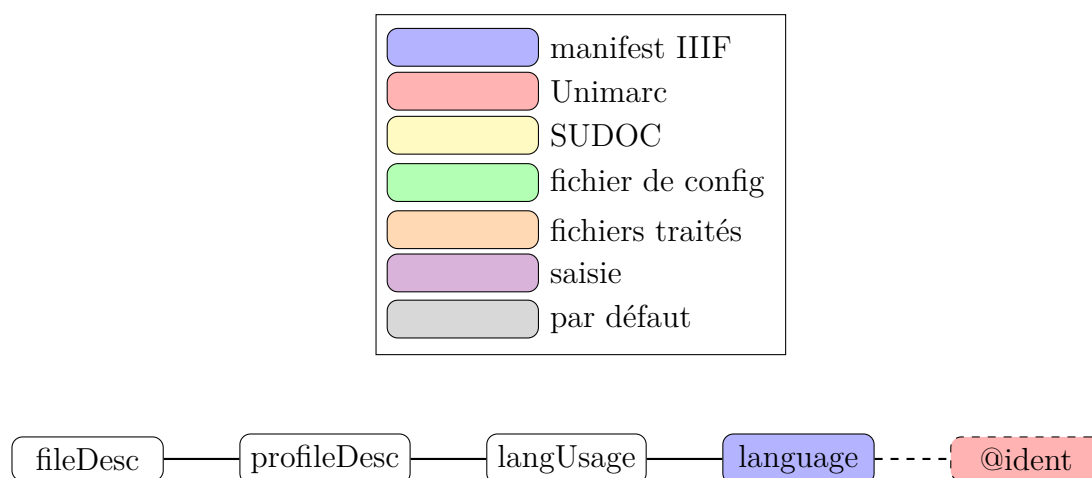 manifest IIIF
Unimarc
SUDOC
fichier de config
fichiers traités
saisie
par défaut
fileDesc profileDesc langUsage language @ident